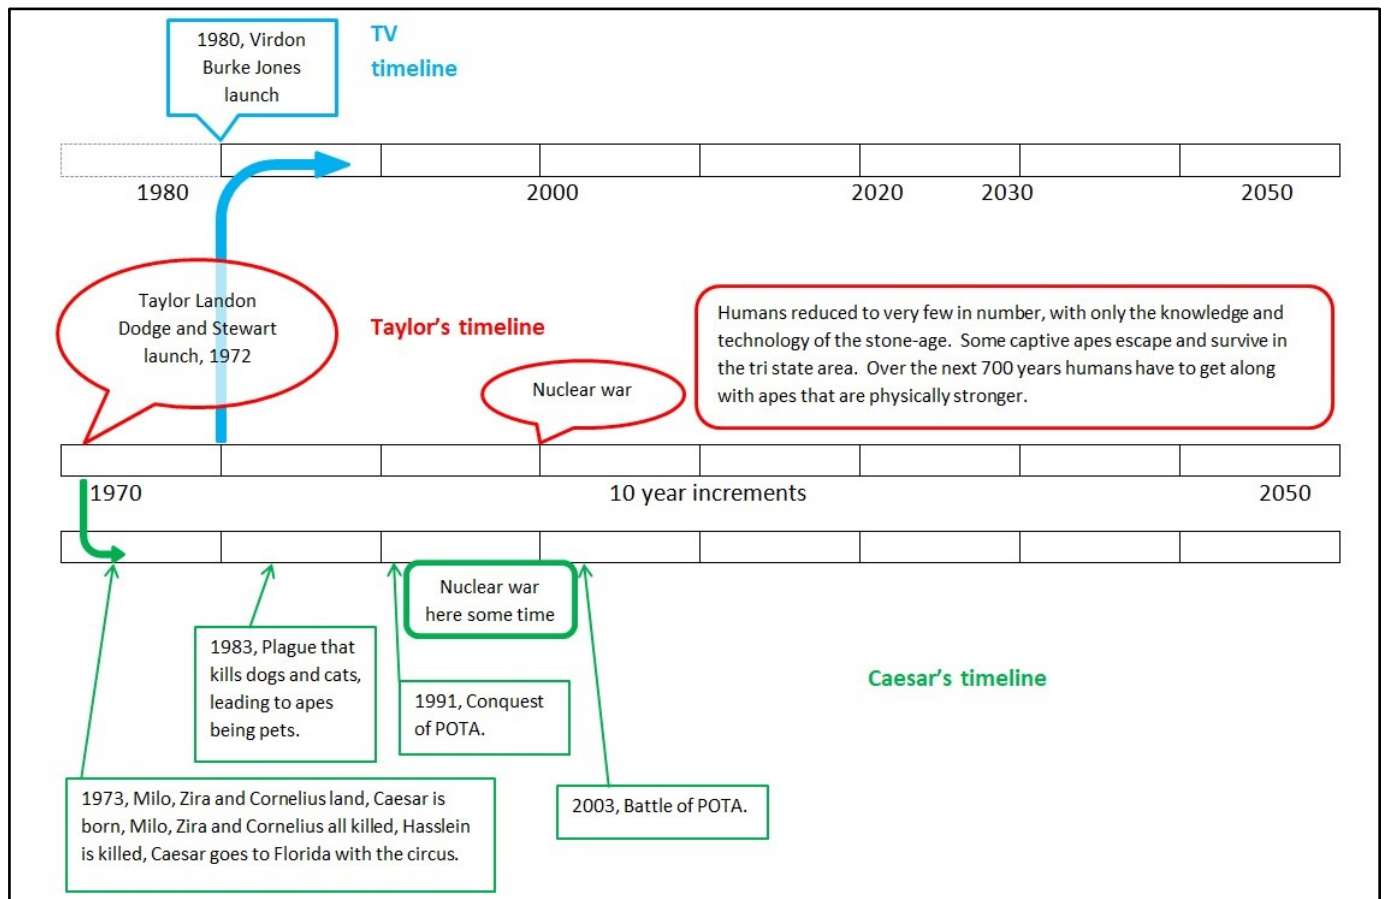 1980, Virdon
Burke Jones
launch
TV
timeline
1980
2000
2020
2030
2050
Taylor Landon
Dodge and Stewart
launch, 1972
Taylor's timeline
Nuclear war
Humans reduced to very few in number, with only the knowledge and
technology of the stone-age. Some captive apes escape and survive in
the tri state area. Over the next 700 years humans have to get along
with apes that are physically stronger.
1970
10 year increments
2050
Nuclear war
here some time
1983, Plague that
kills dogs and cats,
leading to apes
being pets.
1991, Conquest
of POTA.
Caesar's timeline
1973, Milo, Zira and Cornelius land, Caesar is
born, Milo, Zira and Cornelius all killed, Hasslein
is killed, Caesar goes to Florida with the circus.
2003, Battle of POTA.